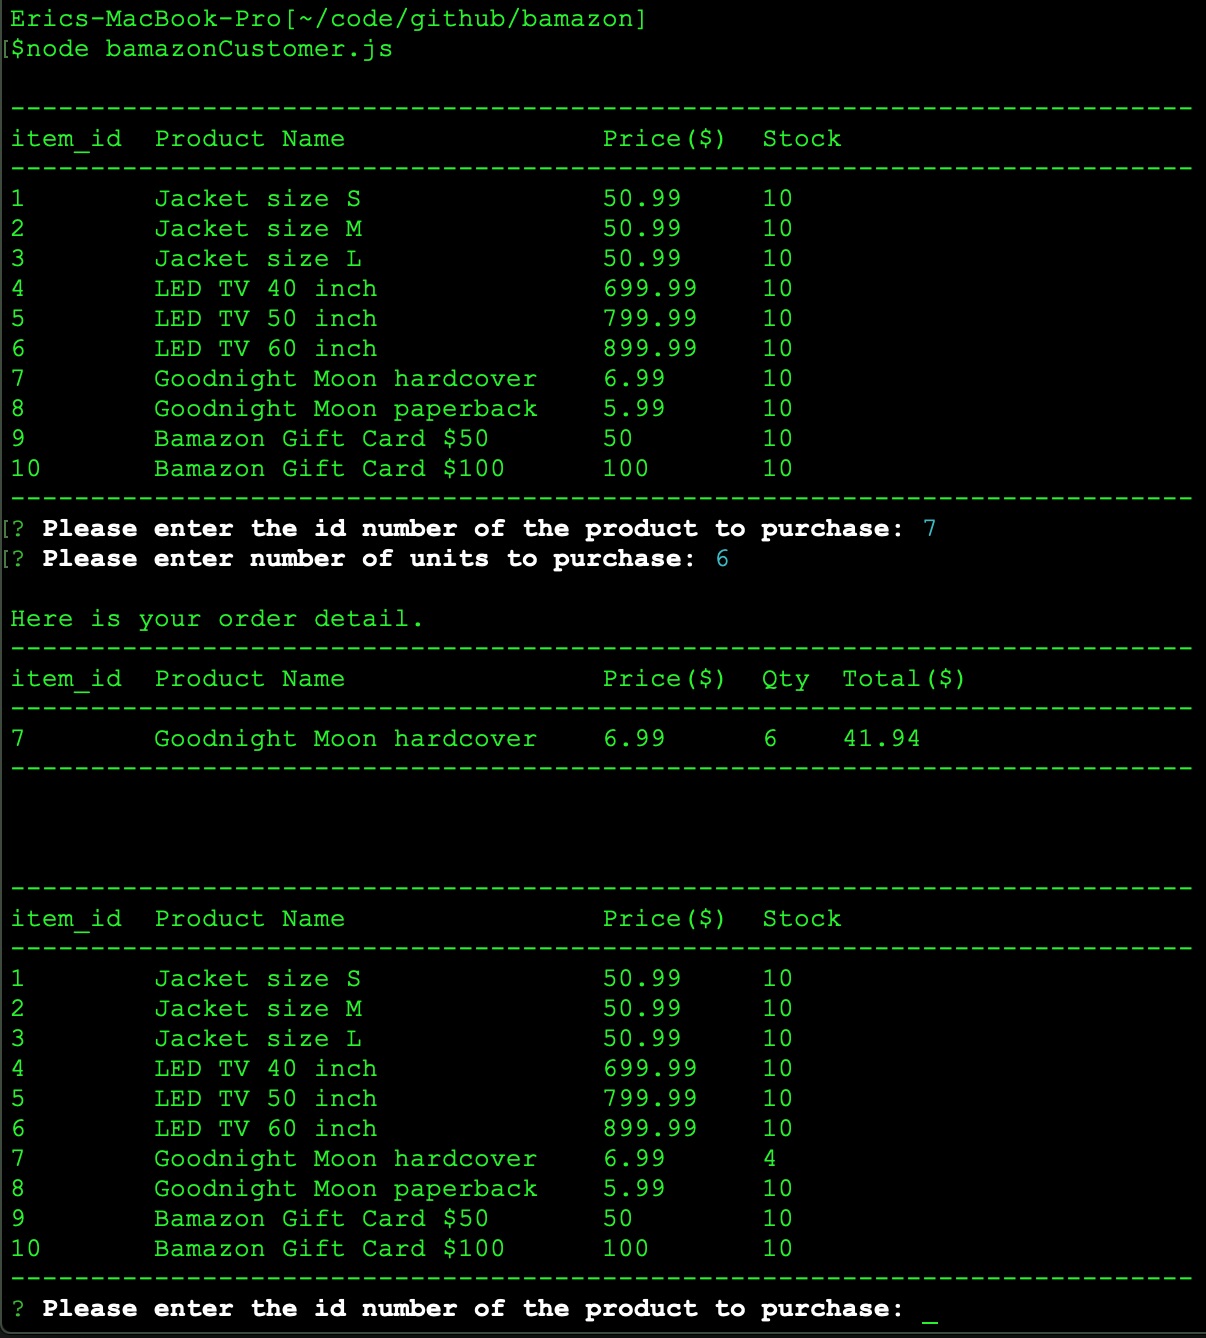 Erics-MacBook-Pro[~/code/github/bamazon]
[$node bamazonCustomer.js
--------------------------------------------------------------------------
item_id  Product Name                Price($)  Stock
--------------------------------------------------------------------------
1        Jacket size S               50.99     10
2        Jacket size M               50.99     10
3        Jacket size L               50.99     10
4        LED TV 40 inch              699.99    10
5        LED TV 50 inch              799.99    10
6        LED TV 60 inch              899.99    10
7        Goodnight Moon hardcover    6.99      10
8        Goodnight Moon paperback    5.99      10
9        Bamazon Gift Card $50       50        10
10       Bamazon Gift Card $100      100       10
--------------------------------------------------------------------------
[? Please enter the id number of the product to purchase: 7
[? Please enter number of units to purchase: 6
Here is your order detail.
--------------------------------------------------------------------------
item_id  Product Name                Price($)  Qty  Total($)
--------------------------------------------------------------------------
7        Goodnight Moon hardcover    6.99      6    41.94
--------------------------------------------------------------------------
--------------------------------------------------------------------------
item_id  Product Name                Price($)  Stock
--------------------------------------------------------------------------
1        Jacket size S               50.99     10
2        Jacket size M               50.99     10
3        Jacket size L               50.99     10
4        LED TV 40 inch              699.99    10
5        LED TV 50 inch              799.99    10
6        LED TV 60 inch              899.99    10
7        Goodnight Moon hardcover    6.99      4
8        Goodnight Moon paperback    5.99      10
9        Bamazon Gift Card $50       50        10
10       Bamazon Gift Card $100      100       10
--------------------------------------------------------------------------
? Please enter the id number of the product to purchase: _